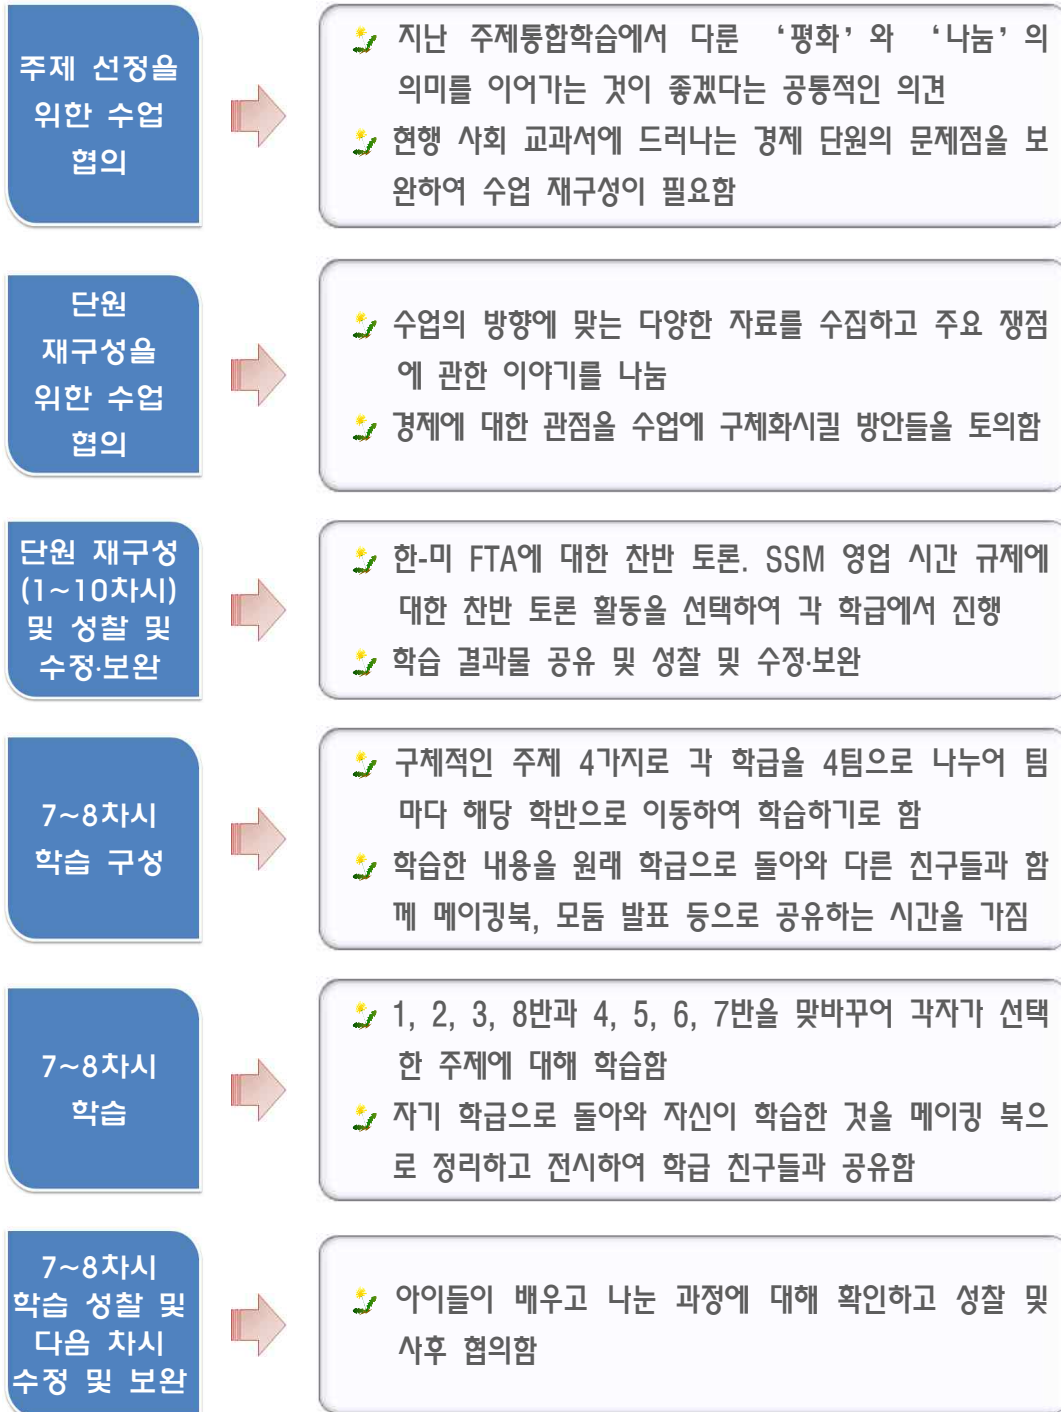 주제 선정을
위한 수업
협의
지난 주제통합학습에서 다룬 ‘평화’와 ‘나눔’의
의미를 이어가는 것이 좋겠다는 공통적인 의견
현행 사회 교과서에 드러나는 경제 단원의 문제점을 보
완하여 수업 재구성이 필요함
단원
재구성을
위한 수업
협의
수업의 방향에 맞는 다양한 자료를 수집하고 주요 쟁점
에 관한 이야기를 나눔
경제에 대한 관점을 수업에 구체화시킬 방안들을 토의함
단원 재구성
(1~10차시)
및 성찰 및
수정·보완
한-미 FTA에 대한 찬반 토론. SSM 영업 시간 규제에
대한 찬반 토론 활동을 선택하여 각 학급에서 진행
학습 결과물 공유 및 성찰 및 수정·보완
7~8차시
학습 구성
구체적인 주제 4가지로 각 학급을 4팀으로 나누어 팀
마다 해당 학반으로 이동하여 학습하기로 함
학습한 내용을 원래 학급으로 돌아와 다른 친구들과 함
께 메이킹북, 모둠 발표 등으로 공유하는 시간을 가짐
7~8차시
학습
1, 2, 3, 8반과 4, 5, 6, 7반을 맞바꾸어 각자가 선택
한 주제에 대해 학습함
자기 학급으로 돌아와 자신이 학습한 것을 메이킹 북으
로 정리하고 전시하여 학급 친구들과 공유함
7~8차시
학습 성찰 및
다음 차시
수정 및 보완
아이들이 배우고 나눈 과정에 대해 확인하고 성찰 및
사후 협의함